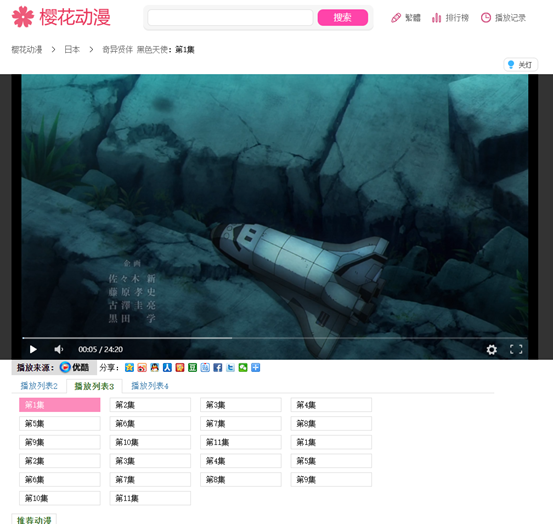 樱花动漫
搜索
繁體
排行榜
播放记录
樱花动漫 > 日本 > 奇异贤伴 黑色天使：第1集
关灯
企画
佐々木 新
藤原孝史
古澤圭亮
黒田 学
00:05 / 24:20
播放来源： 优酷 分享：
播放列表2 播放列表3 播放列表4
第1集 第2集 第3集 第4集
第5集 第6集 第7集 第8集
第9集 第10集 第11集 第1集
第2集 第3集 第4集 第5集
第6集 第7集 第8集 第9集
第10集 第11集
推荐动漫